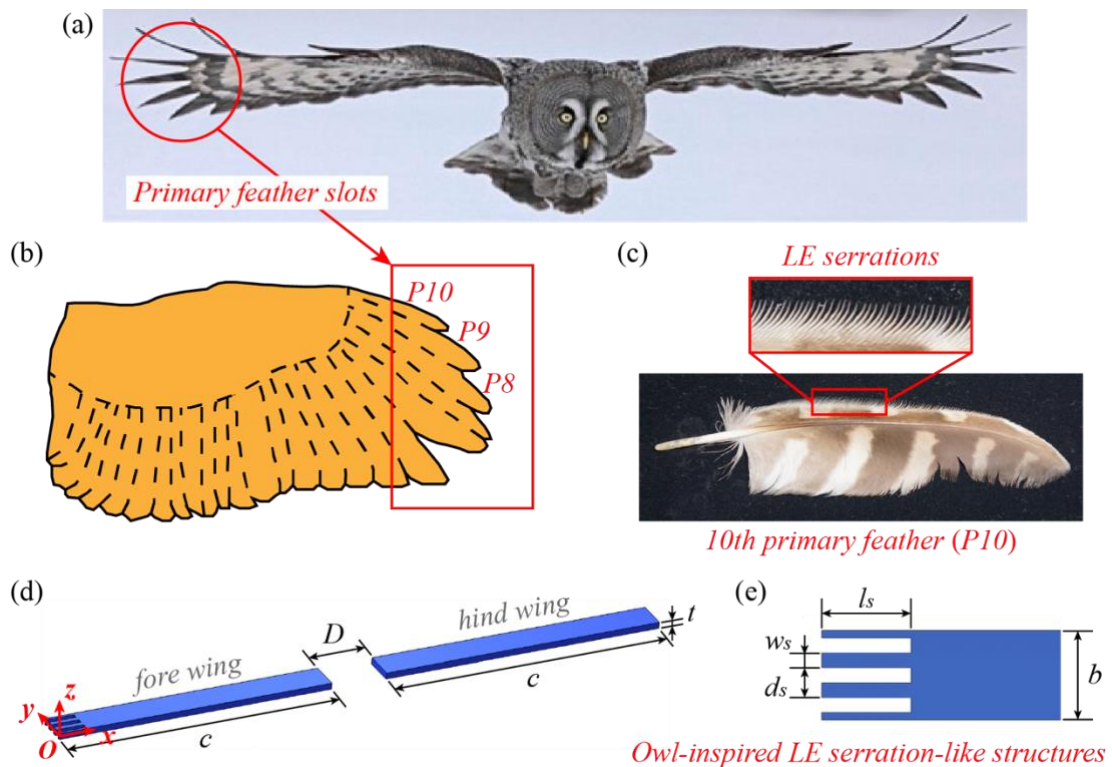 (a)
Primary feather slots
(b)
P10
P9
P8
(c)
LE serrations
10th primary feather (P10)
(d)
fore wing
D
hind wing
t
c
c
z
y
x
O
(e)
ls
ws
ds
b
Owl-inspired LE serration-like structures